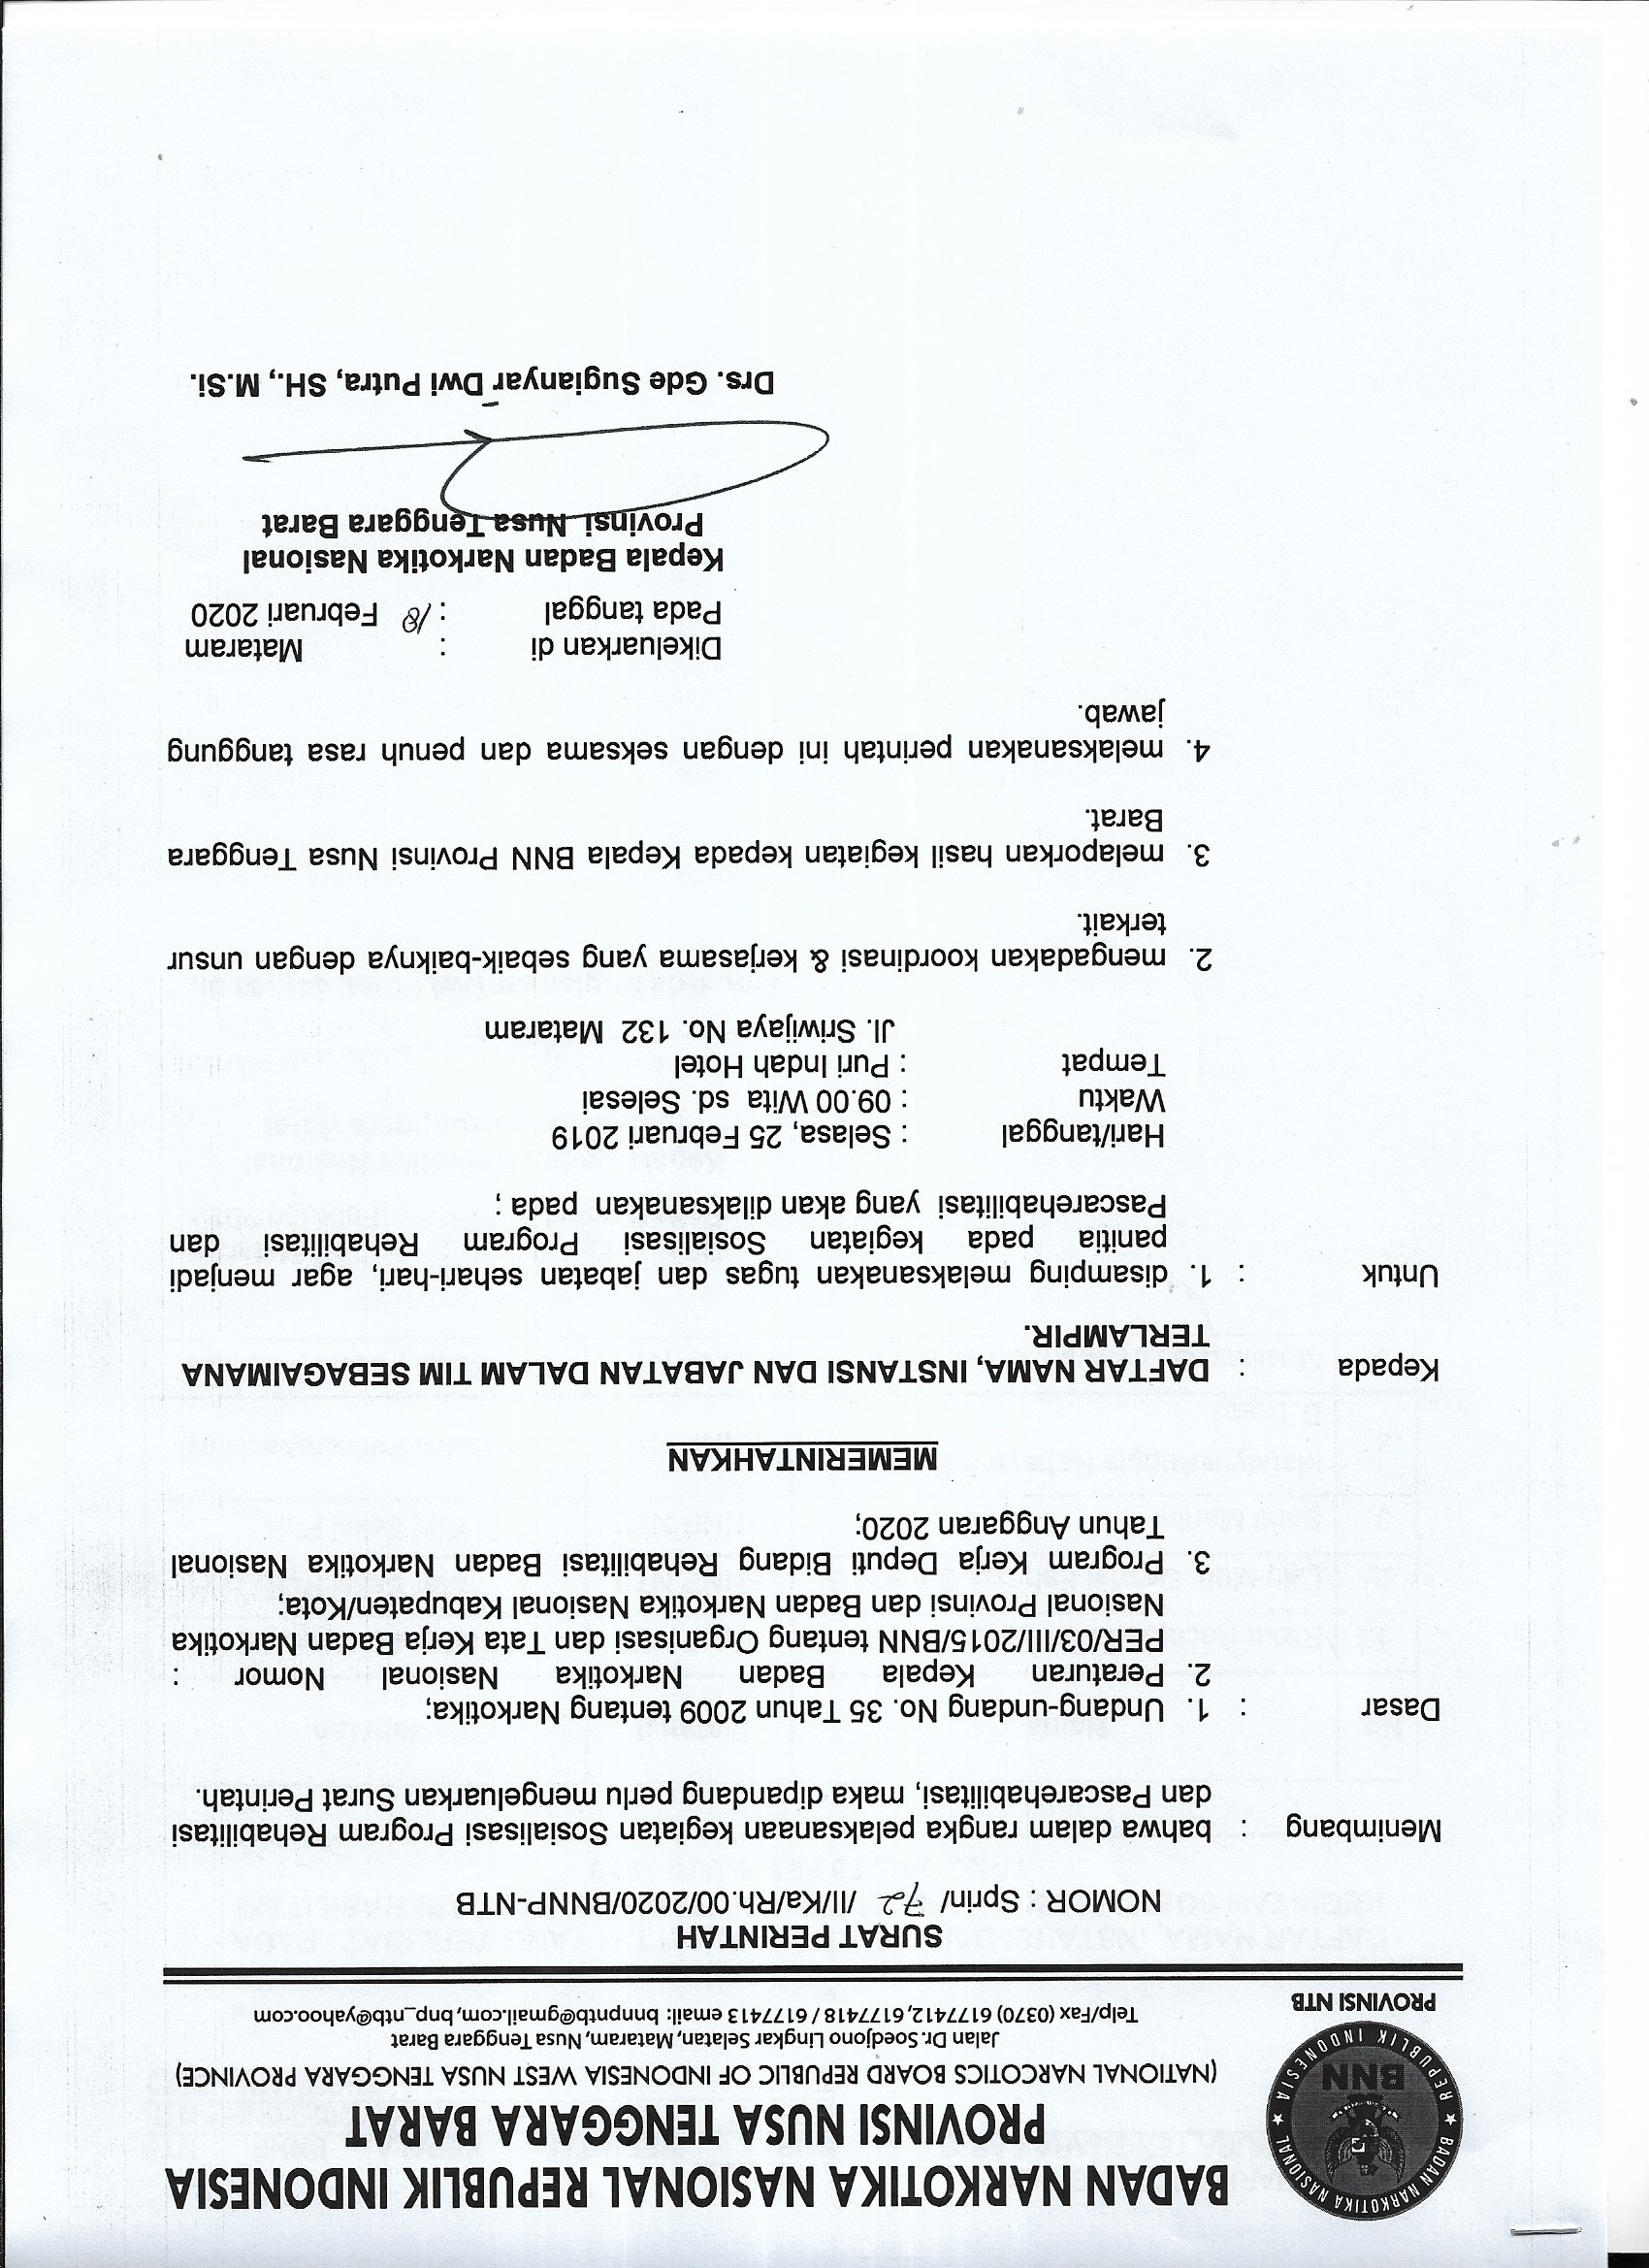 BADAN NARKOTIKA NASIONAL REPUBLIK INDONESIA
PROVINSI NUSA TENGGARA BARAT
(NATIONAL NARCOTICS BOARD REPUBLIC OF INDONESIA WEST NUSA TENGGARA PROVINCE)
Jalan Dr. Soedjono Lingkar Selatan, Mataram, Nusa Tenggara Barat
Telp/Fax (0370) 6177412, 6177418 / 6177413 email: bnnpntb@gmail.com, bnp_ntb@yahoo.com
BADAN NARKOTIKA NASIONAL
BNN
REPUBLIK INDONESIA
PROVINSI NTB
SURAT PERINTAH
NOMOR : Sprin/ 72 /II/Ka/Rh.00/2020/BNNP-NTB
Menimbang : bahwa dalam rangka pelaksanaan kegiatan Sosialisasi Program Rehabilitasi
dan Pascarehabilitasi, maka dipandang perlu mengeluarkan Surat Perintah.
Dasar : 1. Undang-undang No. 35 Tahun 2009 tentang Narkotika;
2. Peraturan Kepala Badan Narkotika Nasional Nomor :
PER/03/III/2015/BNN tentang Organisasi dan Tata Kerja Badan Narkotika
Nasional Provinsi dan Badan Narkotika Nasional Kabupaten/Kota;
3. Program Kerja Deputi Bidang Rehabilitasi Badan Narkotika Nasional
Tahun Anggaran 2020;
MEMERINTAHKAN
Kepada : DAFTAR NAMA, INSTANSI DAN JABATAN DALAM TIM SEBAGAIMANA
TERLAMPIR.
Untuk : 1. disamping melaksanakan tugas dan jabatan sehari-hari, agar menjadi
panitia pada kegiatan Sosialisasi Program Rehabilitasi dan
Pascarehabilitasi yang akan dilaksanakan pada ;
Hari/tanggal : Selasa, 25 Februari 2019
Waktu : 09.00 Wita sd. Selesai
Tempat : Puri Indah Hotel
Jl. Sriwijaya No. 132 Mataram
2. mengadakan koordinasi & kerjasama yang sebaik-baiknya dengan unsur
terkait.
3. melaporkan hasil kegiatan kepada Kepala BNN Provinsi Nusa Tenggara
Barat.
4. melaksanakan perintah ini dengan seksama dan penuh rasa tanggung
jawab.
Dikeluarkan di : Mataram
Pada tanggal : 18 Februari 2020
Kepala Badan Narkotika Nasional
Provinsi Nusa Tenggara Barat
Drs. Gde Sugianyar Dwi Putra, SH., M.Si.